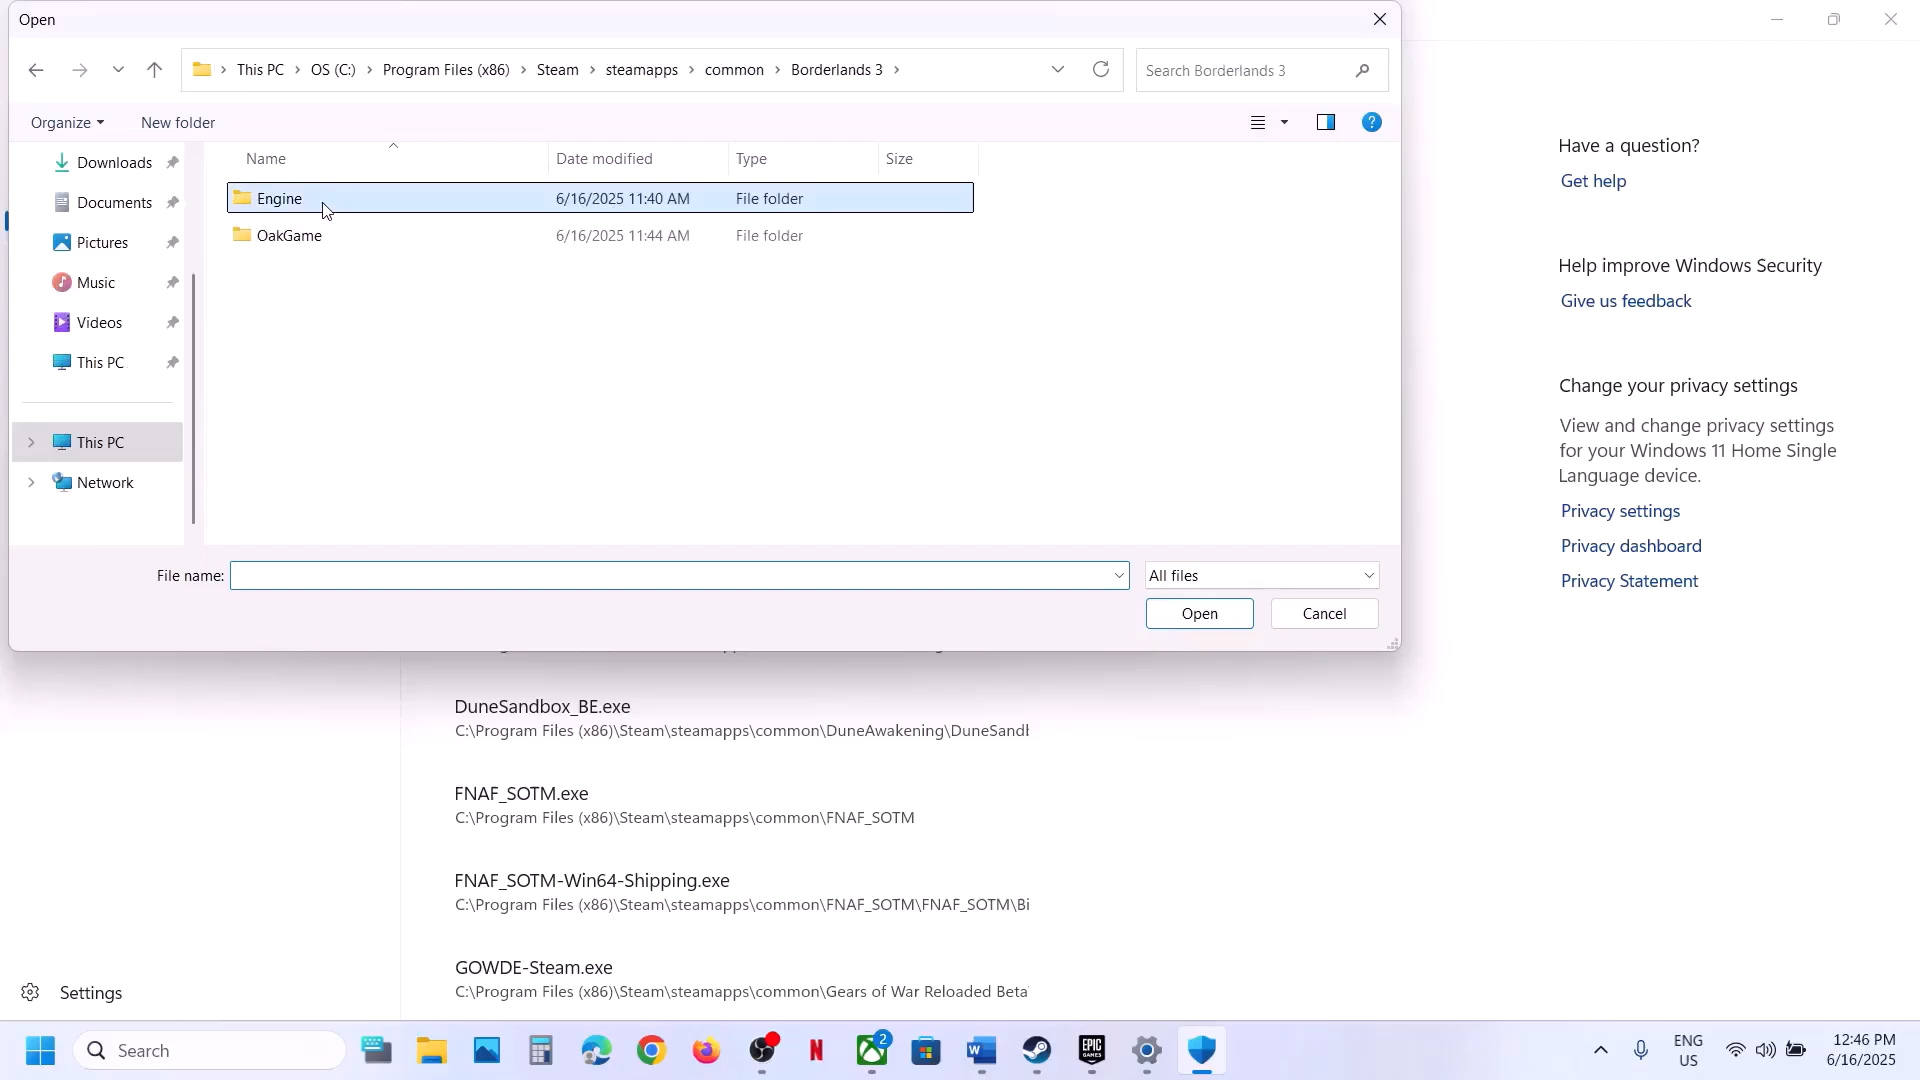 Open
This PC > OS (C:) > Program Files (x86) > Steam > steamapps > common > Borderlands 3 >
Search Borderlands 3
Organize
New folder
Name
Date modified
Type
Size
Engine
6/16/2025 11:40 AM
File folder
OakGame
6/16/2025 11:44 AM
File folder
Downloads
Documents
Pictures
Music
Videos
This PC
This PC
Network
File name:
All files
Open
Cancel
Have a question?
Get help
Help improve Windows Security
Give us feedback
Change your privacy settings
View and change privacy settings
for your Windows 11 Home Single
Language device.
Privacy settings
Privacy dashboard
Privacy Statement
DuneSandbox_BE.exe
C:\Program Files (x86)\Steam\steamapps\common\DuneAwakening\DuneSandl
FNAF_SOTM.exe
C:\Program Files (x86)\Steam\steamapps\common\FNAF_SOTM
FNAF_SOTM-Win64-Shipping.exe
C:\Program Files (x86)\Steam\steamapps\common\FNAF_SOTM\FNAF_SOTM\Bi
GOWDE-Steam.exe
C:\Program Files (x86)\Steam\steamapps\common\Gears of War Reloaded Beta
Settings
Search
2
EPIC
GAMES
ENG
US
12:46 PM
6/16/2025